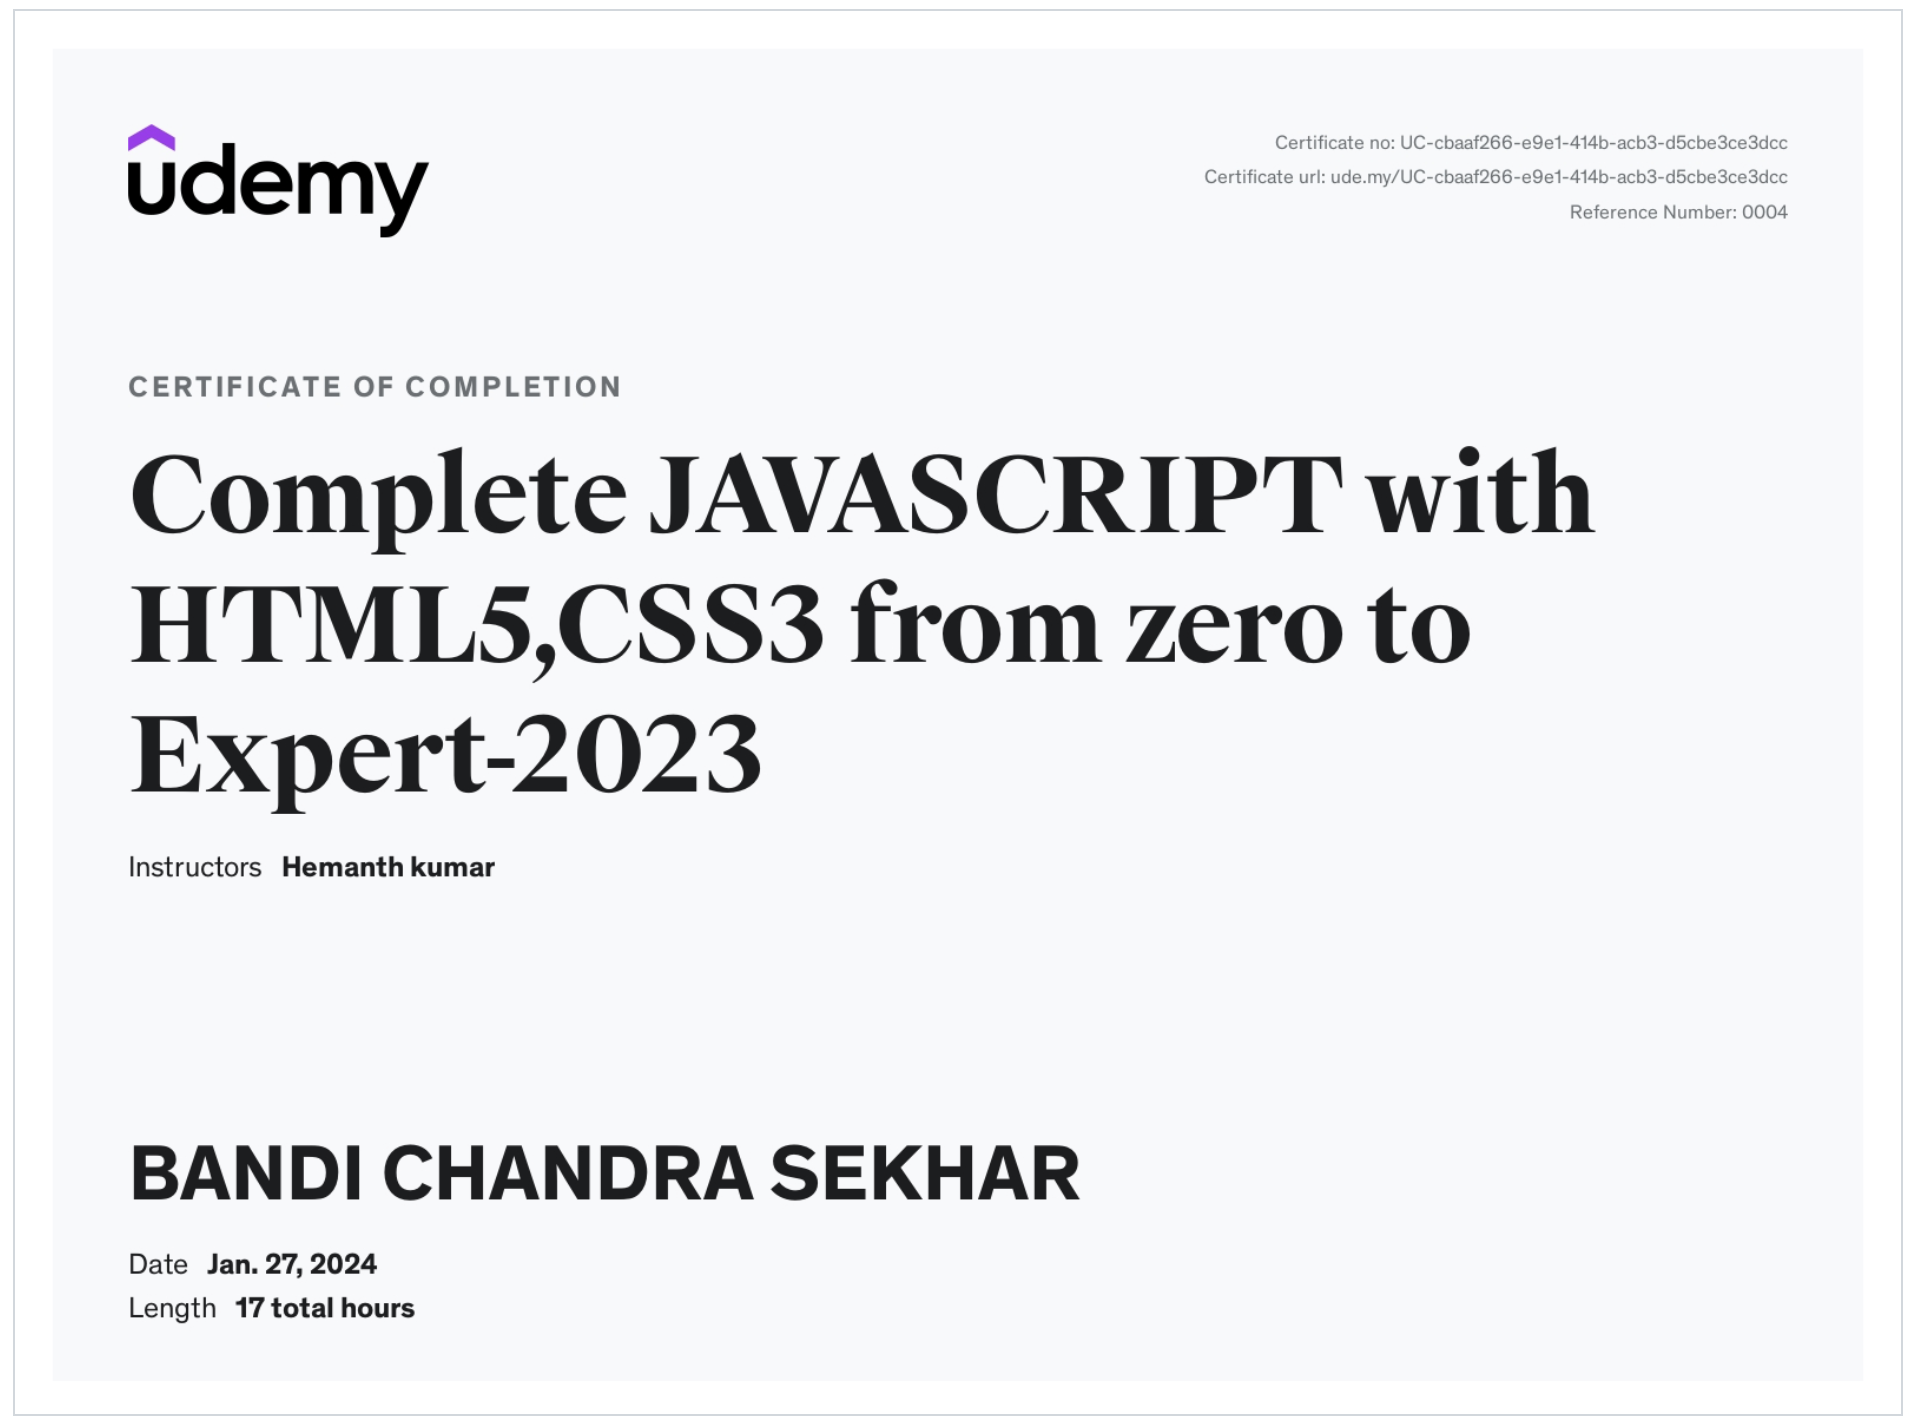 udemy
Certificate no: UC-cbaaf266-e9e1-414b-acb3-d5cbe3ce3dcc
Certificate url: ude.my/UC-cbaaf266-e9e1-414b-acb3-d5cbe3ce3dcc
Reference Number: 0004
CERTIFICATE OF COMPLETION
Complete JAVASCRIPT with
HTML5,CSS3 from zero to
Expert-2023
Instructors Hemanth kumar
BANDI CHANDRA SEKHAR
Date Jan. 27, 2024
Length 17 total hours